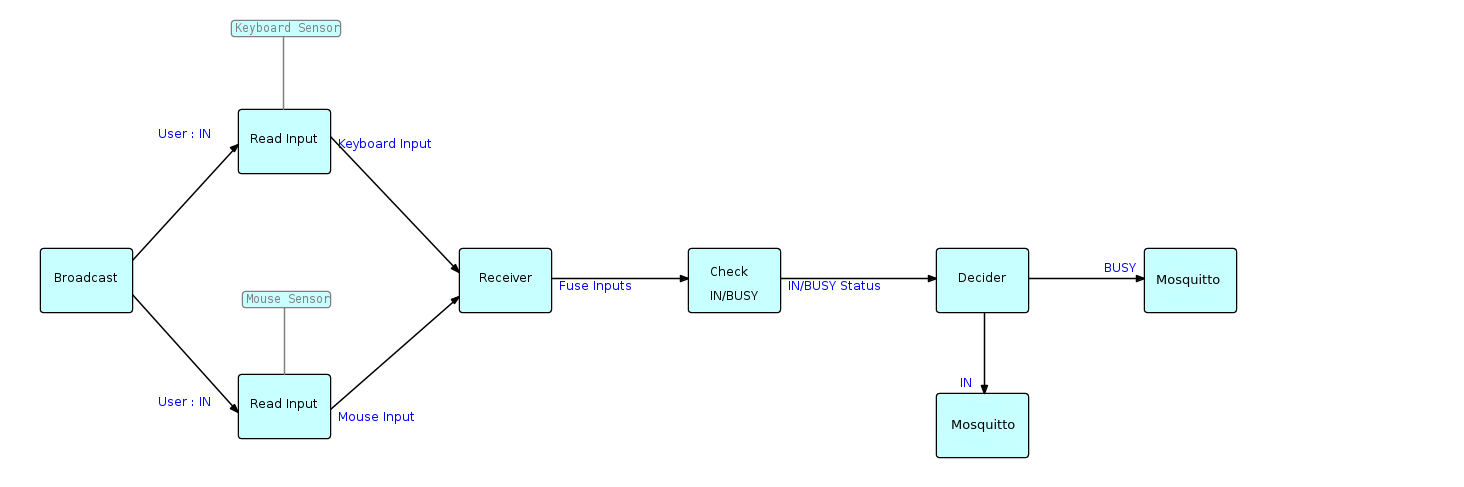 Keyboard Sensor
User : IN
Read Input
Keyboard Input
Broadcast
Receiver
Fuse Inputs
Check
IN/BUSY
IN/BUSY Status
Decider
BUSY
Mosquitto
Mouse Sensor
User : IN
Read Input
Mouse Input
IN
Mosquitto